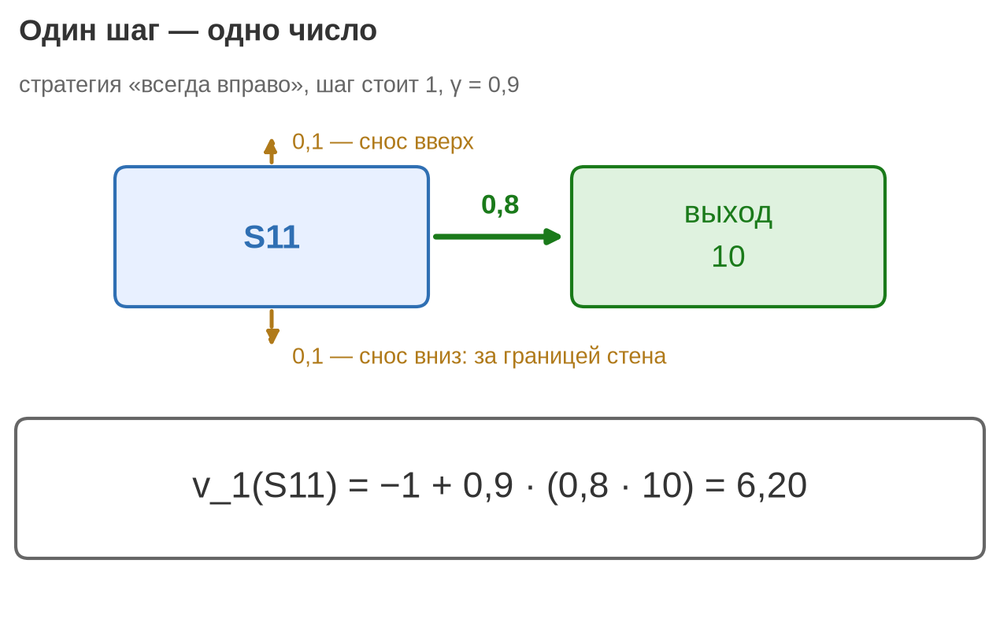 Один шаг — одно число
стратегия «всегда вправо», шаг стоит 1, γ = 0,9
0,1 — снос вверх
S11
0,8
выход
10
0,1 — снос вниз: за границей стена
v_1(S11) = −1 + 0,9 · (0,8 · 10) = 6,20